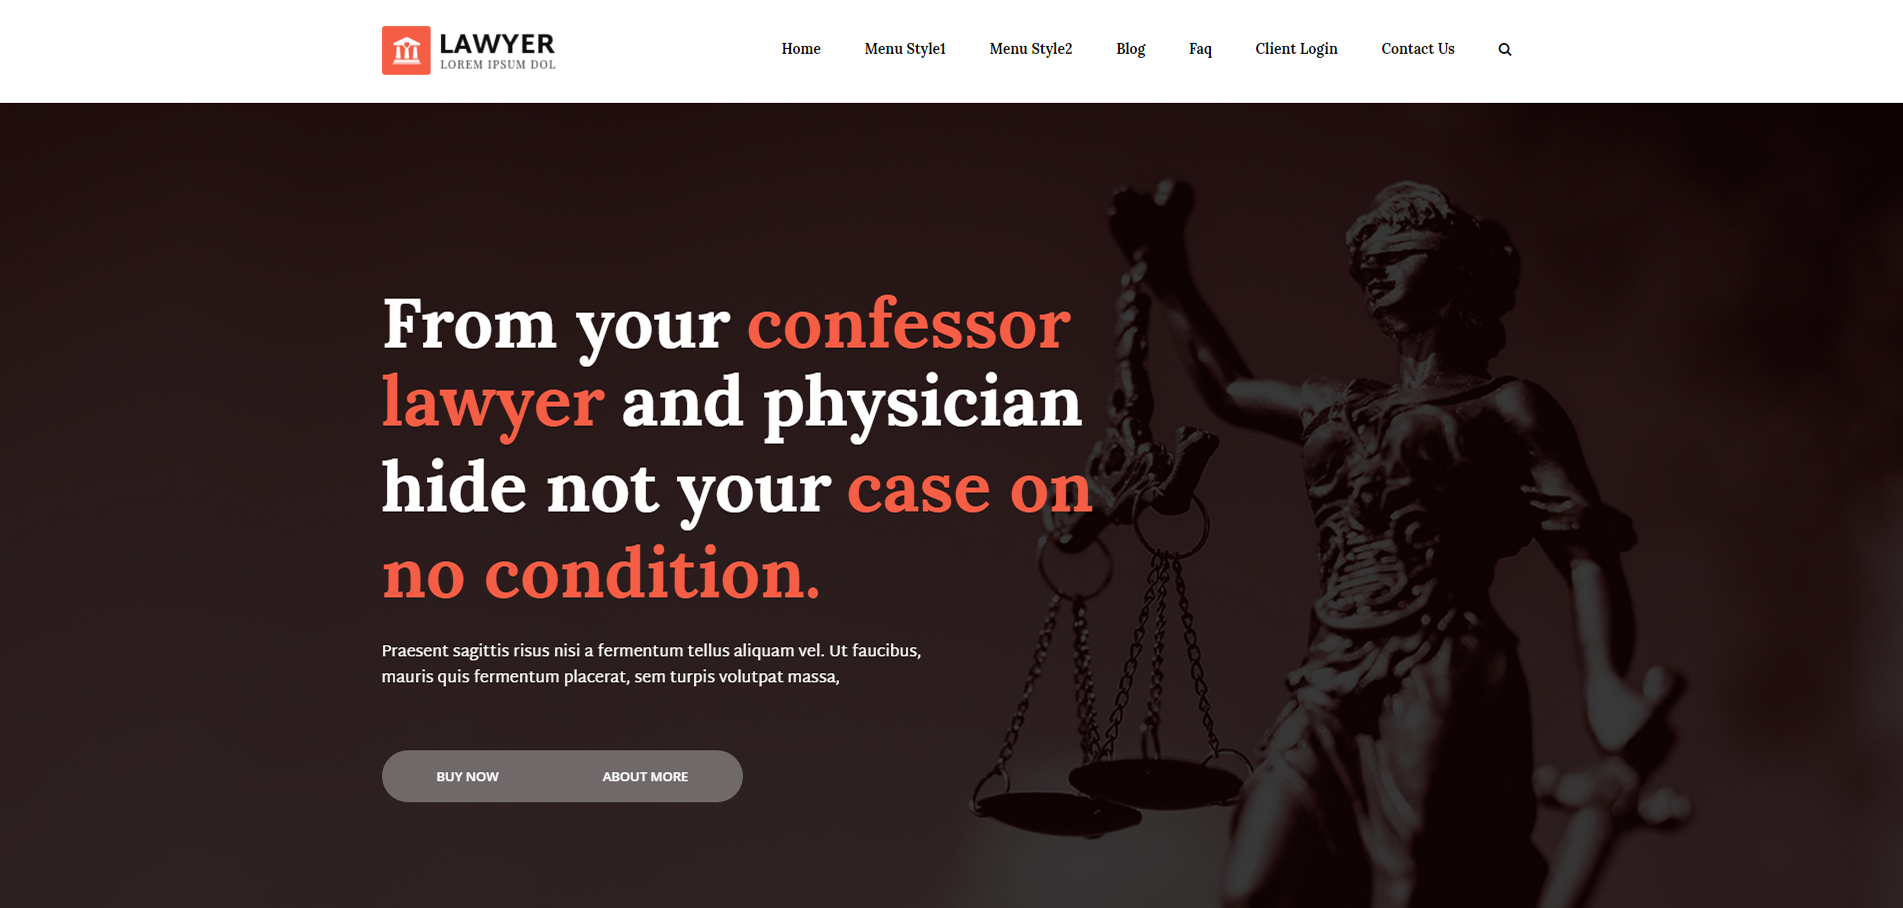 LAWYER
LOREM IPSUM DOL
Home Menu Style1 Menu Style2 Blog Faq Client Login Contact Us
From your confessor
lawyer and physician
hide not your case on
no condition.
Praesent sagittis risus nisi a fermentum tellus aliquam vel. Ut faucibus,
mauris quis fermentum placerat, sem turpis volutpat massa,
BUY NOW ABOUT MORE